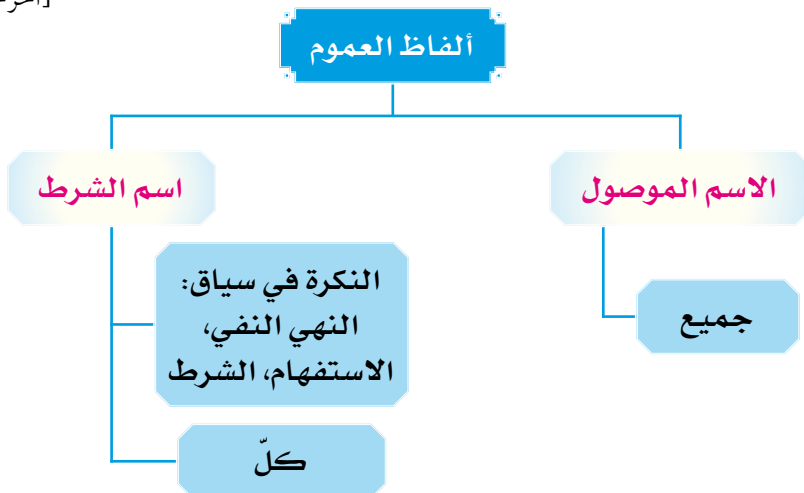 ألفاظ العموم
الاسم الموصول
اسم الشرط
جميع
النكرة في سياق:
النهي النفي،
الاستفهام، الشرط
كلّ